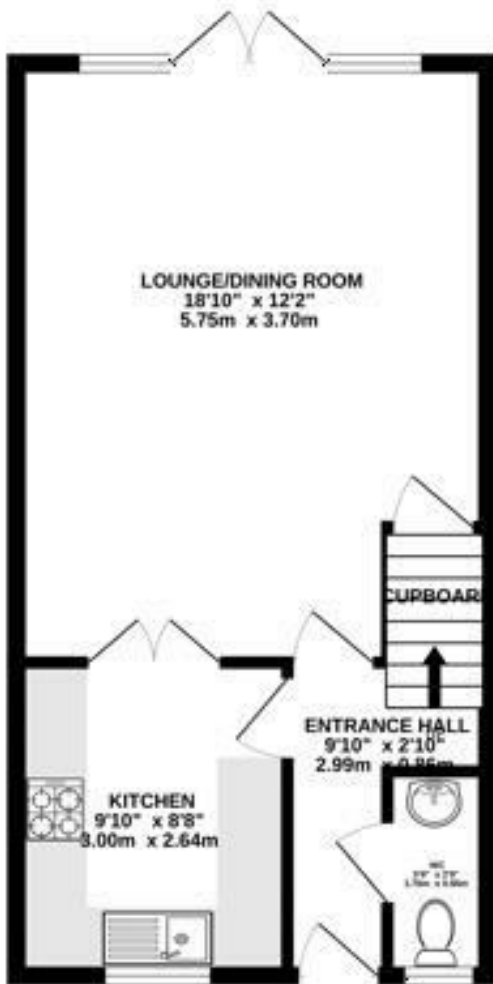 LOUNGE/DINING ROOM
18'10" x 12'2"
5.75m x 3.70m
CUPBOAR
ENTRANCE HALL
9'10" x 2'10"
2.99m x 0.86m
KITCHEN
9'10" x 8'8"
3.00m x 2.64m
WC